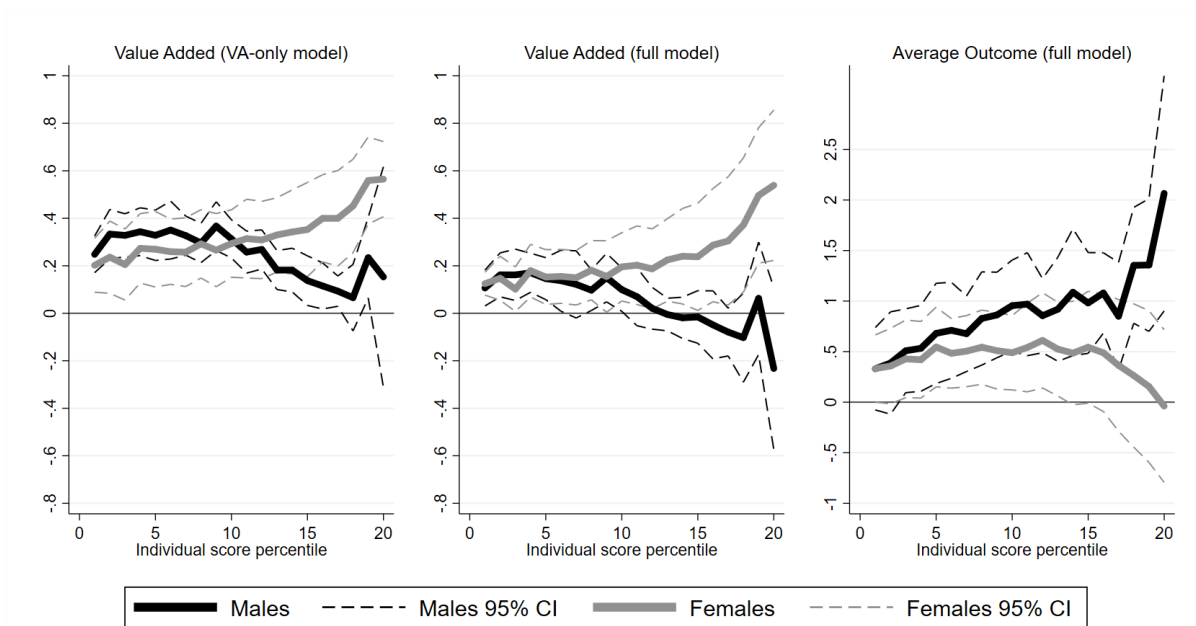 Value Added (VA-only model)
1
.8
.6
.4
.2
0
-.2
-.4
-.6
-.8
0 5 10 15 20
Individual score percentile
Value Added (full model)
1
.8
.6
.4
.2
0
-.2
-.4
-.6
-.8
0 5 10 15 20
Individual score percentile
Average Outcome (full model)
2.5
2
1.5
1
.5
0
-.5
-1
0 5 10 15 20
Individual score percentile
Males Males 95% CI Females Females 95% CI